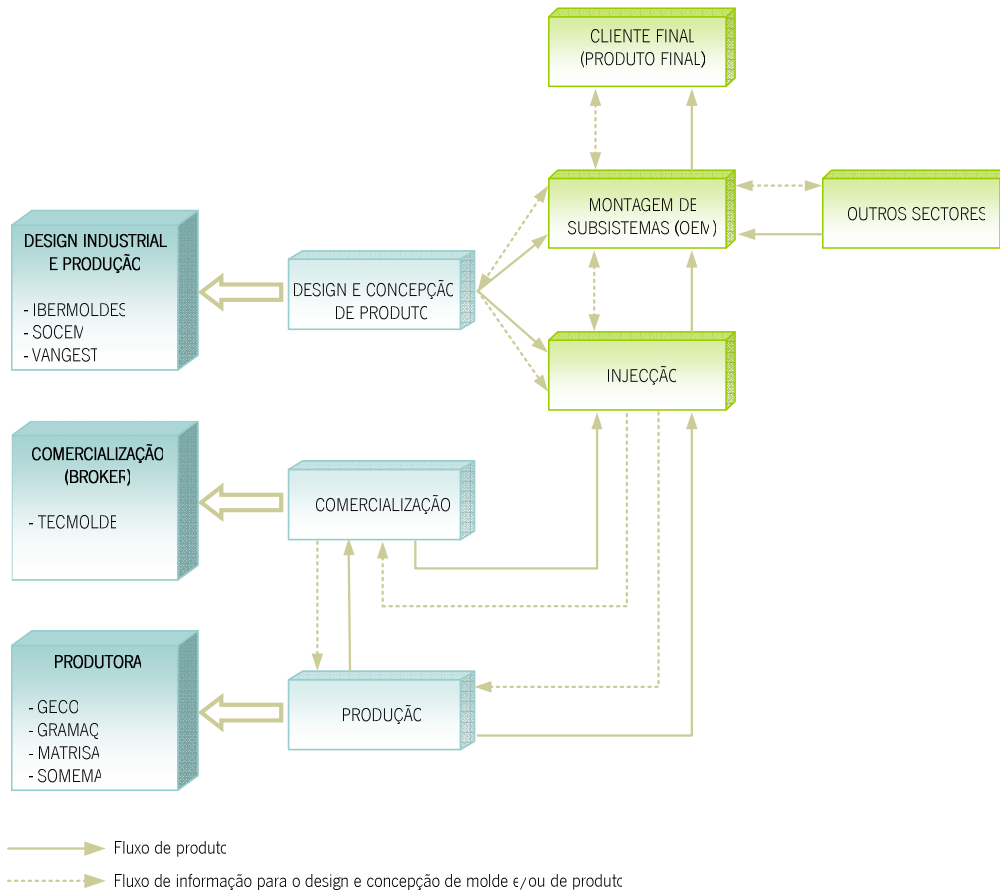 CLIENTE FINAL
(PRODUTO FINAL)
MONTAGEM DE
SUBSISTEMAS (OEM)
OUTROS SECTORES
DESIGN INDUSTRIAL
E PRODUÇÃO
- IBERMOLDES
- SOCEM
- VANGEST
DESIGN E CONCEPÇÃO
DE PRODUTO
INJECÇÃO
COMERCIALIZAÇÃO
(BROKER)
- TECMOLDE
COMERCIALIZAÇÃO
PRODUTORA
- GECO
- GRAMAÇ
- MATRISA
- SOMEMA
PRODUÇÃO
Fluxo de produto
Fluxo de informação para o design e concepção de molde e/ou de produto